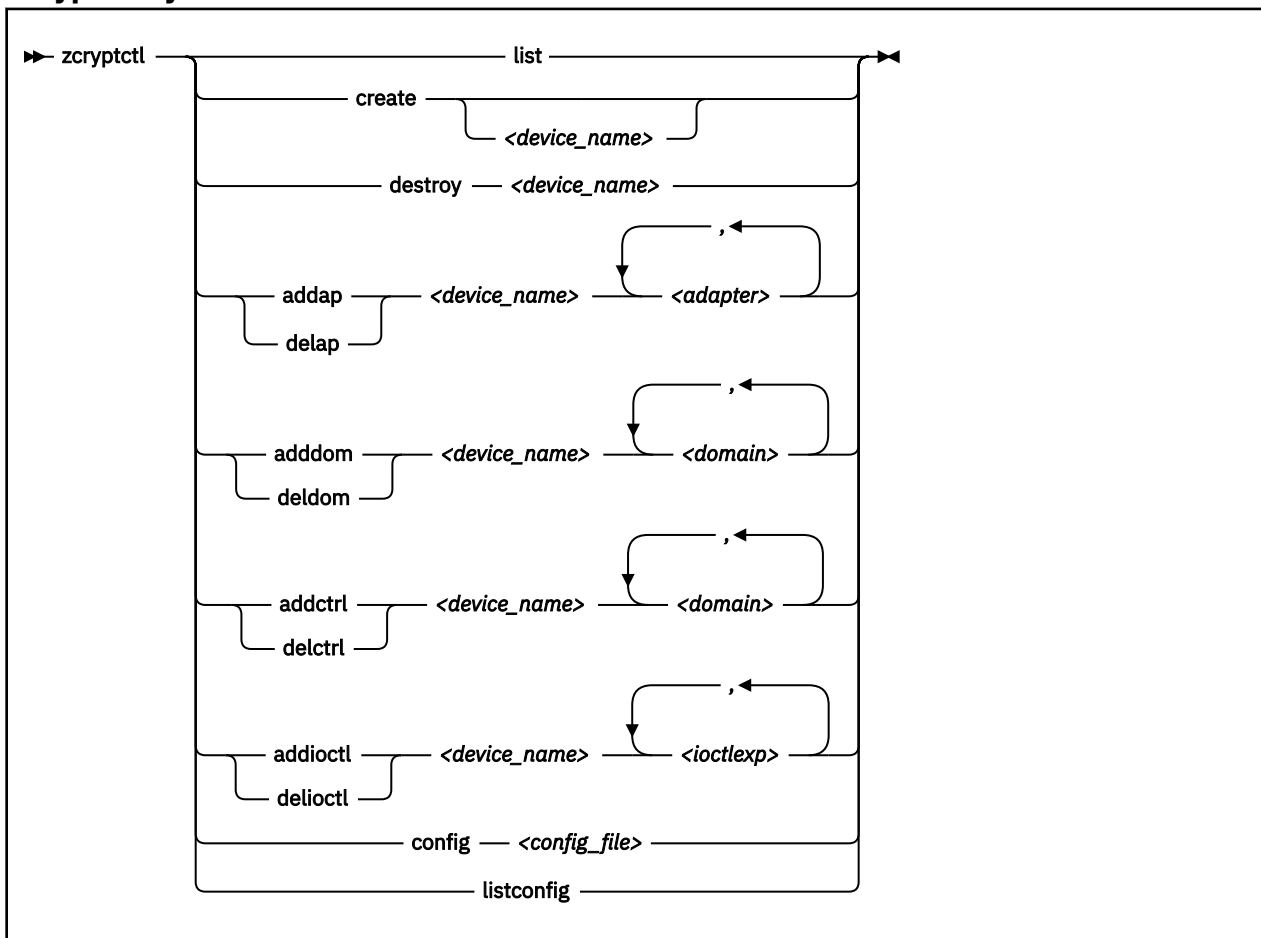 zcryptctl list
create
<device_name>
destroy <device_name>
,
addap <device_name> <adapter>
delap
,
adddom <device_name> <domain>
deldom
,
addctrl <device_name> <domain>
delctrl
,
addioctl <device_name> <ioctlexp>
delioctl
config <config_file>
listconfig